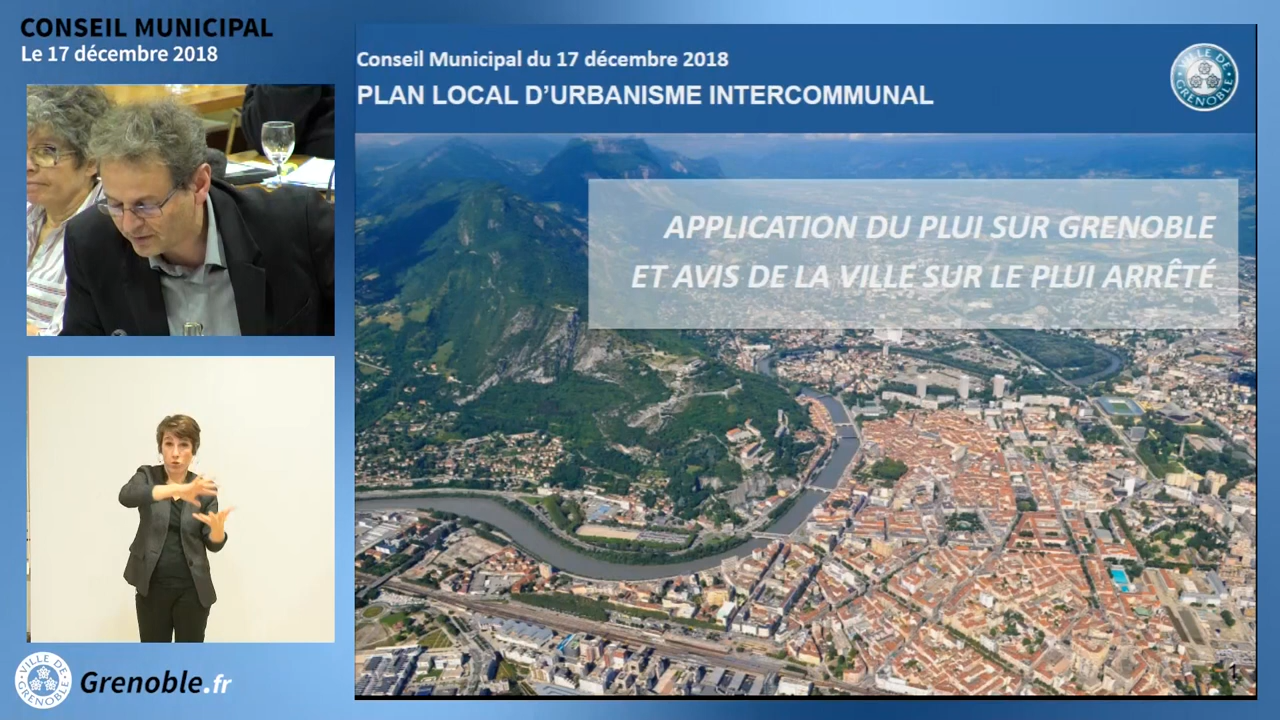 CONSEIL MUNICIPAL
Le 17 décembre 2018
Conseil Municipal du 17 décembre 2018
PLAN LOCAL D’URBANISME INTERCOMMUNAL
VILLE DE GRENOBLE
APPLICATION DU PLUI SUR GRENOBLE
ET AVIS DE LA VILLE SUR LE PLUI ARRÊTÉ
1
VILLE DE GRENOBLE
Grenoble.fr